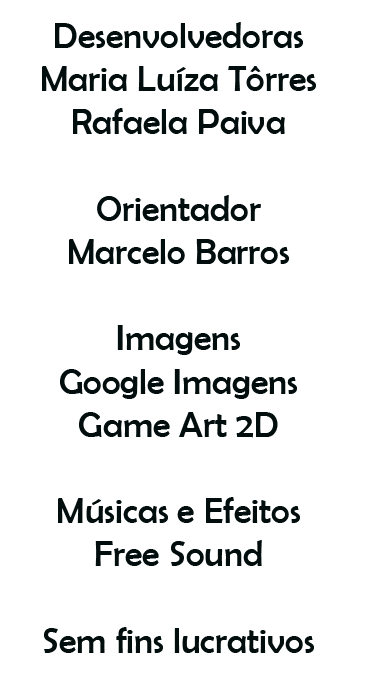 Desenvolvedoras
Maria Luíza Tôrres
Rafaela Paiva
Orientador
Marcelo Barros
Imagens
Google Imagens
Game Art 2D
Músicas e Efeitos
Free Sound
Sem fins lucrativos